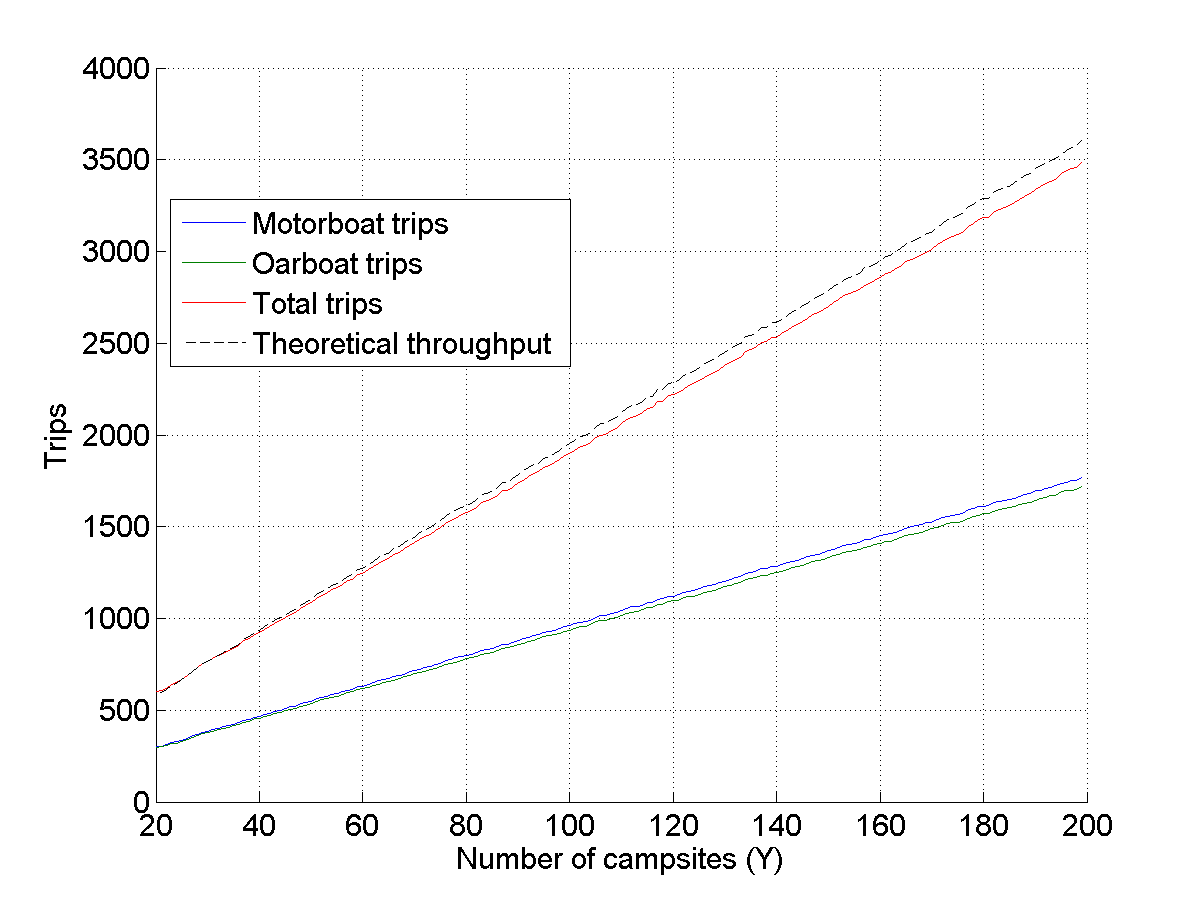 4000
3500
3000
2500
2000
1500
1000
500
0
Trips
Motorboat trips
Oarboat trips
Total trips
Theoretical throughput
20 40 60 80 100 120 140 160 180 200
Number of campsites (Y)